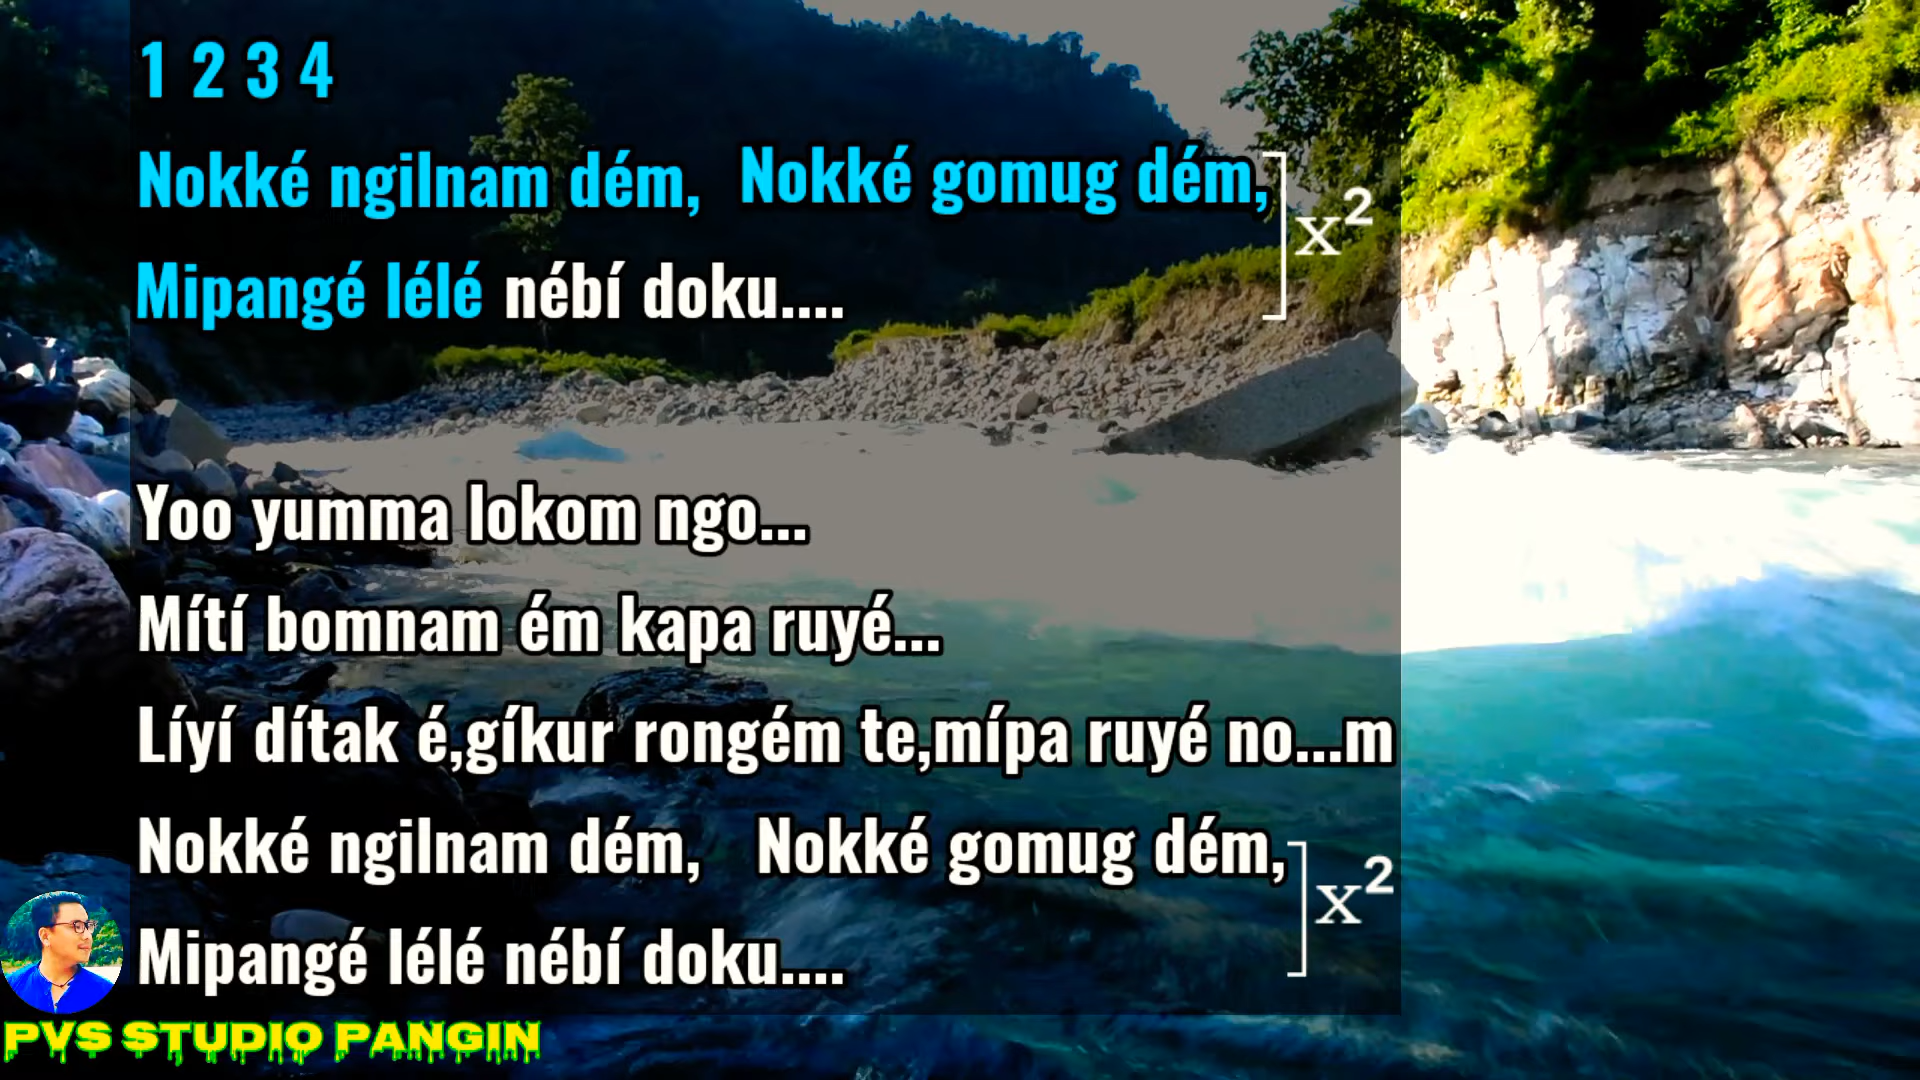 1 2 3 4
Nokké ngilnam dém, Nokké gomug dém,
Mipangé lélé nébí doku....
x²
Yoo yumma lokom ngo...
Mítí bomnam ém kapa ruyé...
Líyí dítak é,gíkur rongém te,mípa ruyé no...m
Nokké ngilnam dém, Nokké gomug dém,
Mipangé lélé nébí doku....
x²
PVS STUDIO PANGIN